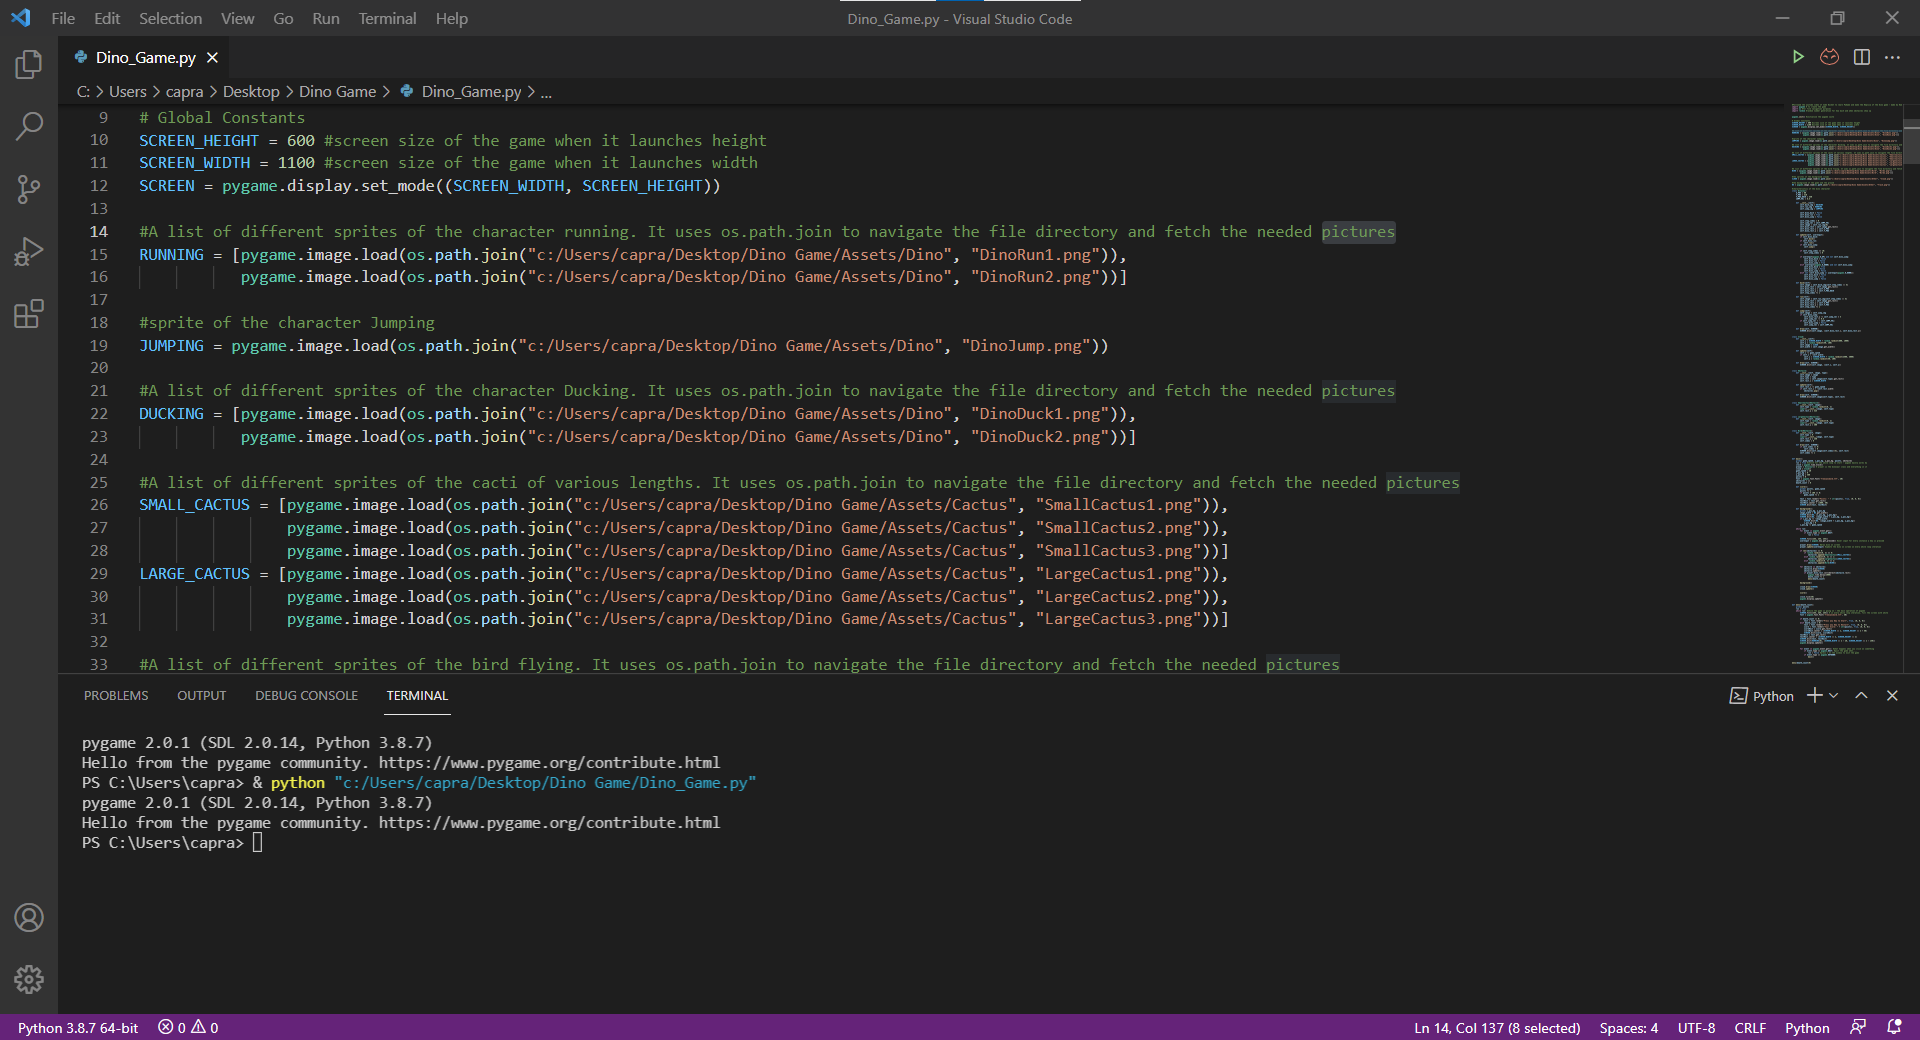 File Edit Selection View Go Run Terminal Help
Dino_Game.py - Visual Studio Code
Dino_Game.py
C: > Users > capra > Desktop > Dino Game > Dino_Game.py > ...
9 # Global Constants
10 SCREEN_HEIGHT = 600 #screen size of the game when it launches height
11 SCREEN_WIDTH = 1100 #screen size of the game when it launches width
12 SCREEN = pygame.display.set_mode((SCREEN_WIDTH, SCREEN_HEIGHT))
13
14 #A list of different sprites of the character running. It uses os.path.join to navigate the file directory and fetch the needed pictures
15 RUNNING = [pygame.image.load(os.path.join("c:/Users/capra/Desktop/Dino Game/Assets/Dino", "DinoRun1.png")),
16 pygame.image.load(os.path.join("c:/Users/capra/Desktop/Dino Game/Assets/Dino", "DinoRun2.png"))]
17
18 #sprite of the character Jumping
19 JUMPING = pygame.image.load(os.path.join("c:/Users/capra/Desktop/Dino Game/Assets/Dino", "DinoJump.png"))
20
21 #A list of different sprites of the character Ducking. It uses os.path.join to navigate the file directory and fetch the needed pictures
22 DUCKING = [pygame.image.load(os.path.join("c:/Users/capra/Desktop/Dino Game/Assets/Dino", "DinoDuck1.png")),
23 pygame.image.load(os.path.join("c:/Users/capra/Desktop/Dino Game/Assets/Dino", "DinoDuck2.png"))]
24
25 #A list of different sprites of the cacti of various lengths. It uses os.path.join to navigate the file directory and fetch the needed pictures
26 SMALL_CACTUS = [pygame.image.load(os.path.join("c:/Users/capra/Desktop/Dino Game/Assets/Cactus", "SmallCactus1.png")),
27 pygame.image.load(os.path.join("c:/Users/capra/Desktop/Dino Game/Assets/Cactus", "SmallCactus2.png")),
28 pygame.image.load(os.path.join("c:/Users/capra/Desktop/Dino Game/Assets/Cactus", "SmallCactus3.png"))]
29 LARGE_CACTUS = [pygame.image.load(os.path.join("c:/Users/capra/Desktop/Dino Game/Assets/Cactus", "LargeCactus1.png")),
30 pygame.image.load(os.path.join("c:/Users/capra/Desktop/Dino Game/Assets/Cactus", "LargeCactus2.png")),
31 pygame.image.load(os.path.join("c:/Users/capra/Desktop/Dino Game/Assets/Cactus", "LargeCactus3.png"))]
32
33 #A list of different sprites of the bird flying. It uses os.path.join to navigate the file directory and fetch the needed pictures
PROBLEMS OUTPUT DEBUG CONSOLE TERMINAL
Python
pygame 2.0.1 (SDL 2.0.14, Python 3.8.7)
Hello from the pygame community. https://www.pygame.org/contribute.html
PS C:\Users\capra> & python "c:/Users/capra/Desktop/Dino Game/Dino_Game.py"
pygame 2.0.1 (SDL 2.0.14, Python 3.8.7)
Hello from the pygame community. https://www.pygame.org/contribute.html
PS C:\Users\capra>
Python 3.8.7 64-bit 0 0
Ln 14, Col 137 (8 selected) Spaces: 4 UTF-8 CRLF Python